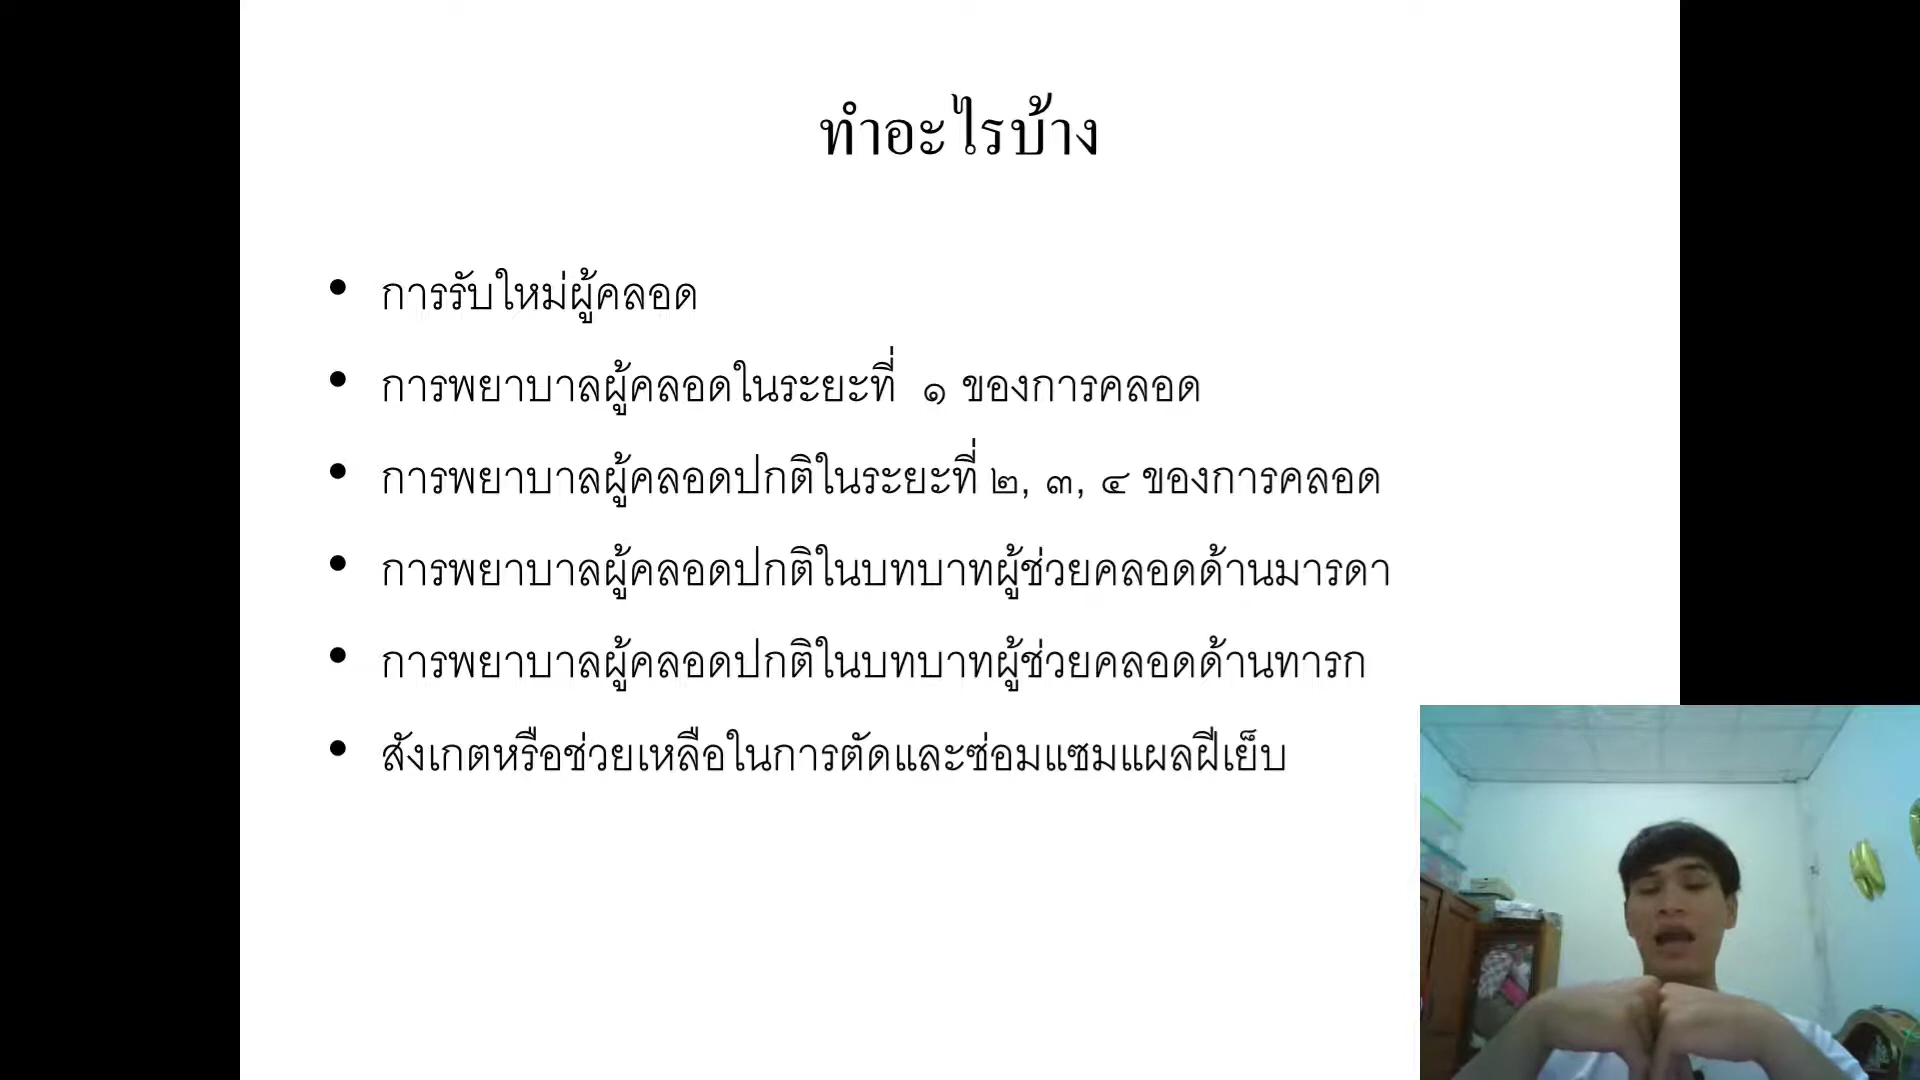 ทำอะไรบ้าง
• การรับใหม่ผู้คลอด
• การพยาบาลผู้คลอดในระยะที่ ๑ ของการคลอด
• การพยาบาลผู้คลอดปกติในระยะที่ ๒, ๓, ๔ ของการคลอด
• การพยาบาลผู้คลอดปกติในบทบาทผู้ช่วยคลอดด้านมารดา
• การพยาบาลผู้คลอดปกติในบทบาทผู้ช่วยคลอดด้านทารก
• สังเกตหรือช่วยเหลือในการตัดและซ่อมแซมแผลฝีเย็บ